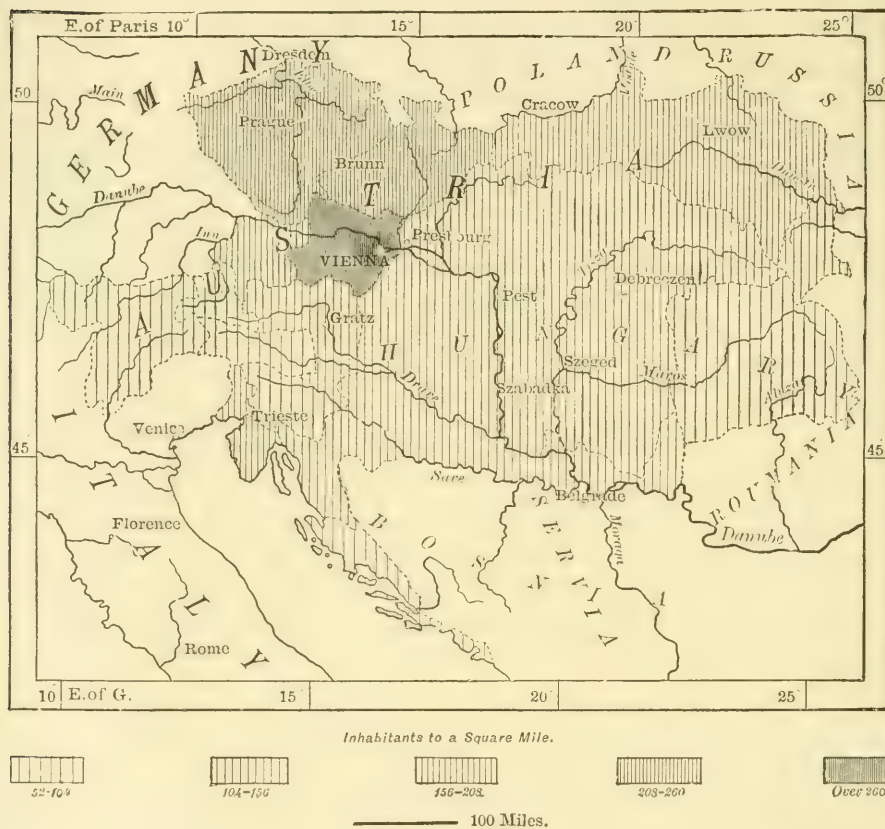 E. of Paris 10° 15° 20° 25°
GERMANY
Dresden
POLAND
RUSSIA
50
50
Main
Prague
Cracow
Lwow
Brunn
Danube
AUSTRIA
Inn
VIENNA
Presburg
Debreczen
Pest
Gratz
HUNGARY
Szeged
Maros
Drave
Szabadka
Aluta
Venice
Trieste
45
45
Save
Belgrade
ROUMANIA
Danube
ITALY
Florence
BOSNIA
SERVIA
Morava
Rome
10° E. of G. 15° 20° 25°
Inhabitants to a Square Mile.
52-104 104-156 156-208 208-260 Over 260
100 Miles.